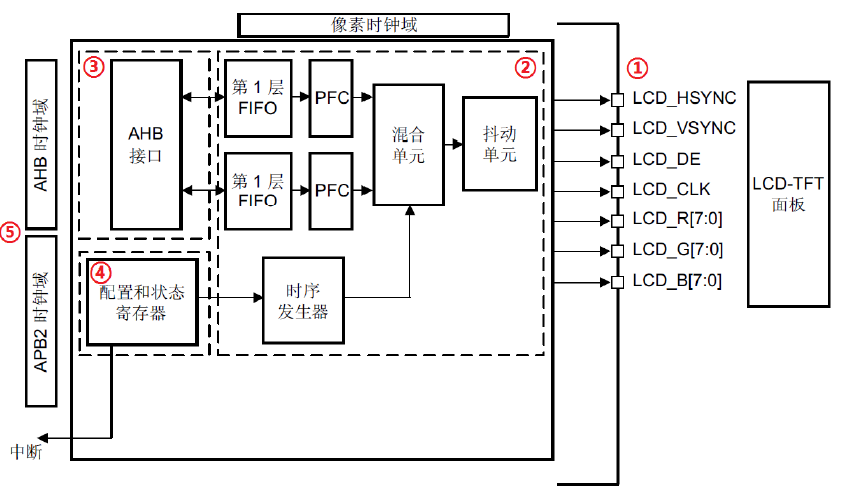 像素时钟域
③
②
①
AHB 时钟域
AHB
接口
第 1 层
FIFO
PFC
混合
单元
抖动
单元
第 1 层
FIFO
PFC
LCD_HSYNC
LCD_VSYNC
LCD_DE
LCD_CLK
LCD_R[7:0]
LCD_G[7:0]
LCD_B[7:0]
LCD-TFT
面板
⑤
APB2 时钟域
④
配置和状态
寄存器
时序
发生器
中断